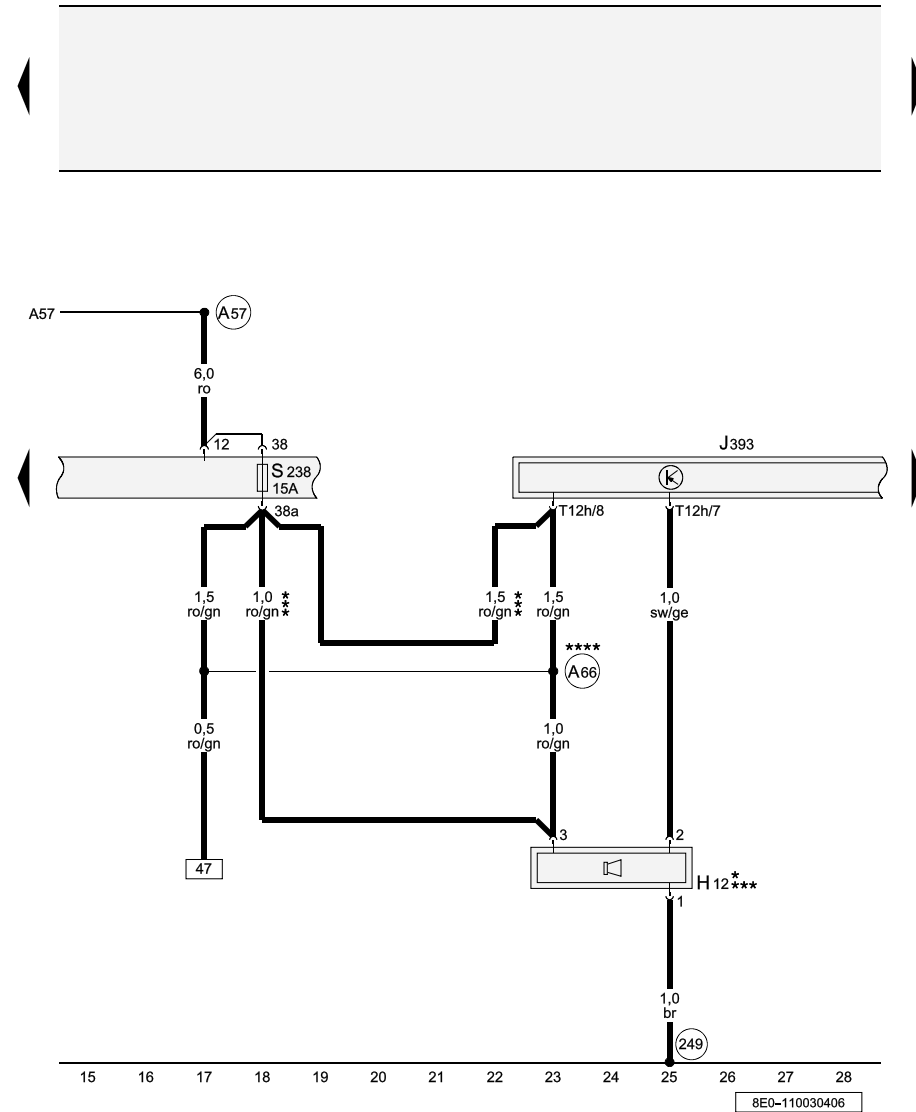 A57
A57
6,0
ro
12
38
J393
S 238
15A
38a
T12h/8
T12h/7
1,5
ro/gn
1,0
ro/gn
***
1,5
ro/gn
***
1,5
ro/gn
1,0
sw/ge
****
A66
0,5
ro/gn
1,0
ro/gn
3
2
47
H12
*
***
1
1,0
br
249
15 16 17 18 19 20 21 22 23 24 25 26 27 28
8E0-110030406